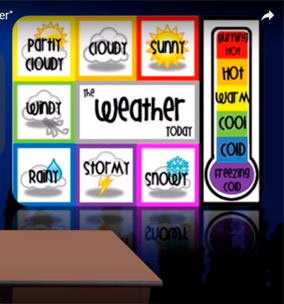 er"
Partly
Cloudy
Cloudy
Sunny
Windy
The
Weather
Today
Rainy
Stormy
Snowy
Burning
Hot
Hot
Warm
Cool
Cold
Freezing
Cold